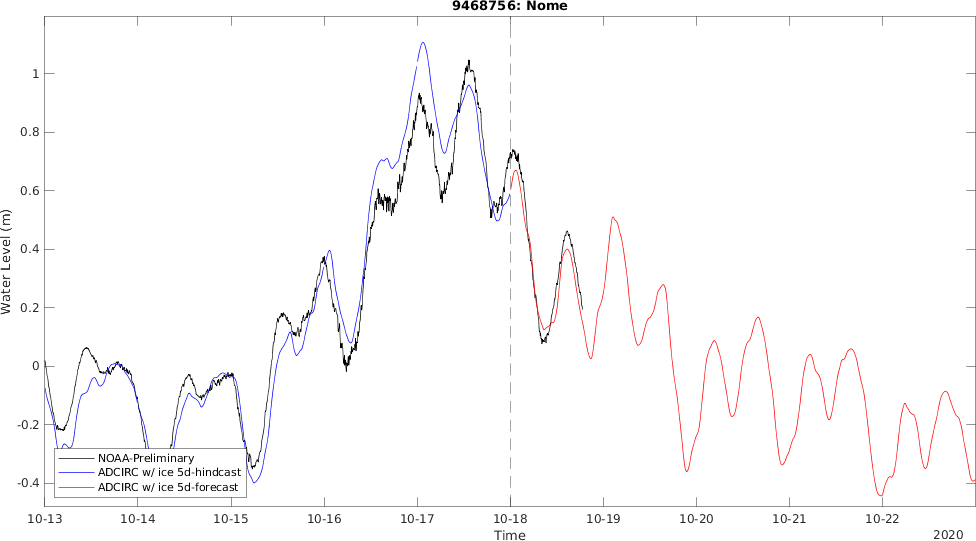 9468756: Nome
Water Level (m)
1
0.8
0.6
0.4
0.2
0
-0.2
-0.4
NOAA-Preliminary
ADCIRC w/ ice 5d-hindcast
ADCIRC w/ ice 5d-forecast
10-13 10-14 10-15 10-16 10-17 10-18 10-19 10-20 10-21 10-22
Time
2020